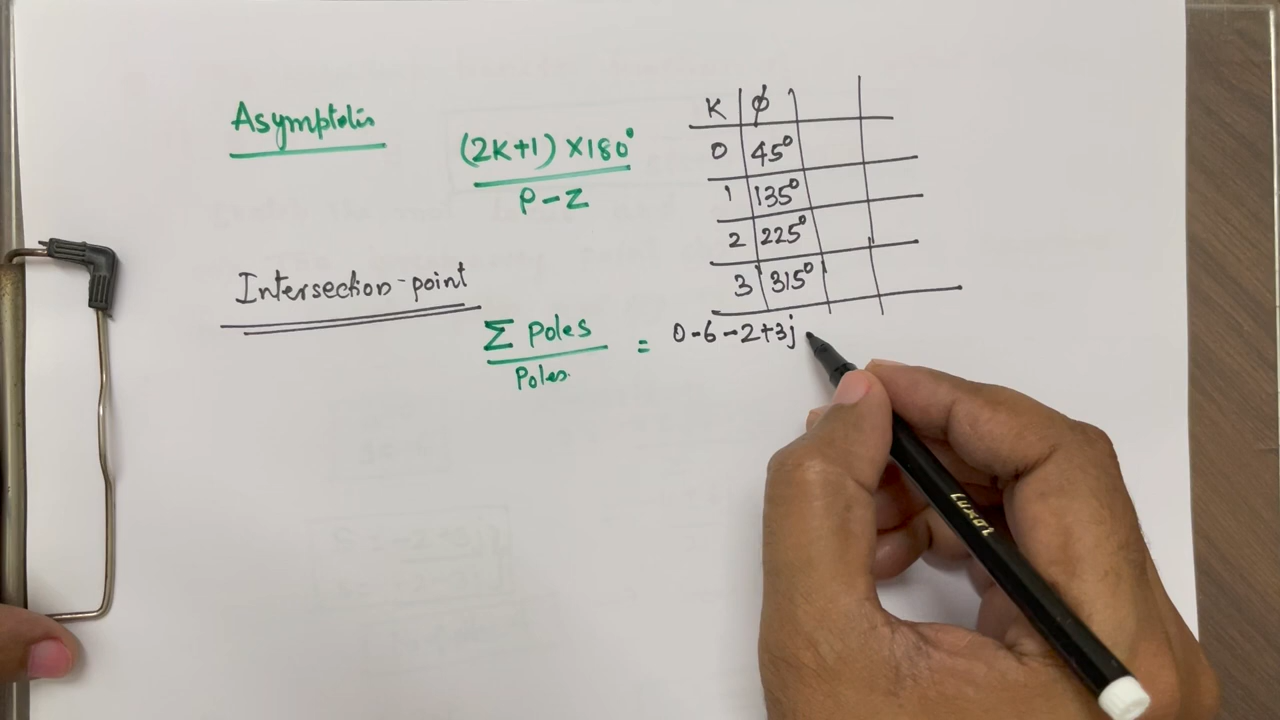 Asymptotis
(2K+1) ×180°
P-Z
K ϕ
0 45°
1 135°
2 225°
3 315°
Intersection-point
Σ Poles
Poles.
= 0-6-2+3j
LUXOR